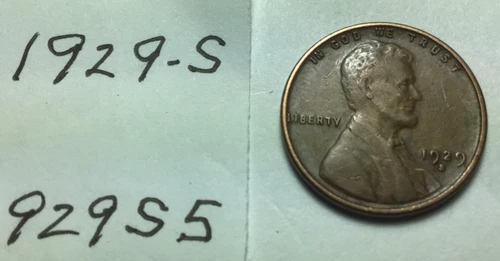 1929-S
929S5
IN GOD WE TRUST
LIBERTY
1929
S